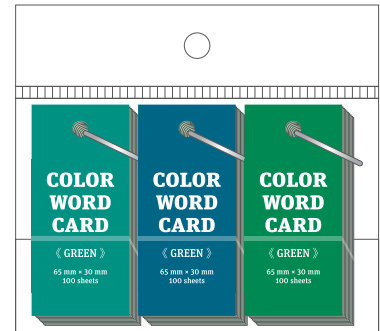 COLOR
WORD
CARD
《 GREEN 》
65 mm × 30 mm
100 sheets
COLOR
WORD
CARD
《 GREEN 》
65 mm × 30 mm
100 sheets
COLOR
WORD
CARD
《 GREEN 》
65 mm × 30 mm
100 sheets